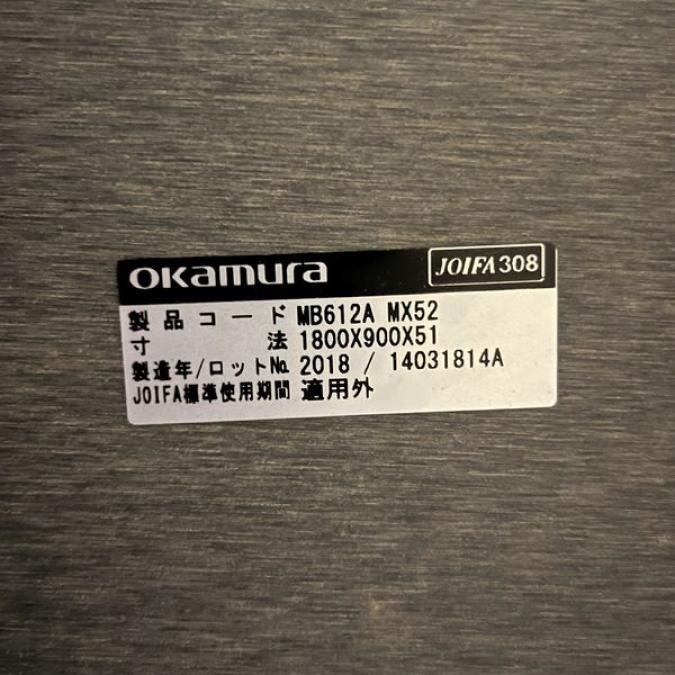 okamura JOIFA308
製品コード MB612A MX52
寸法 1800X900X51
製造年/ロット№ 2018 / 14031814A
JOIFA標準使用期間 適用外